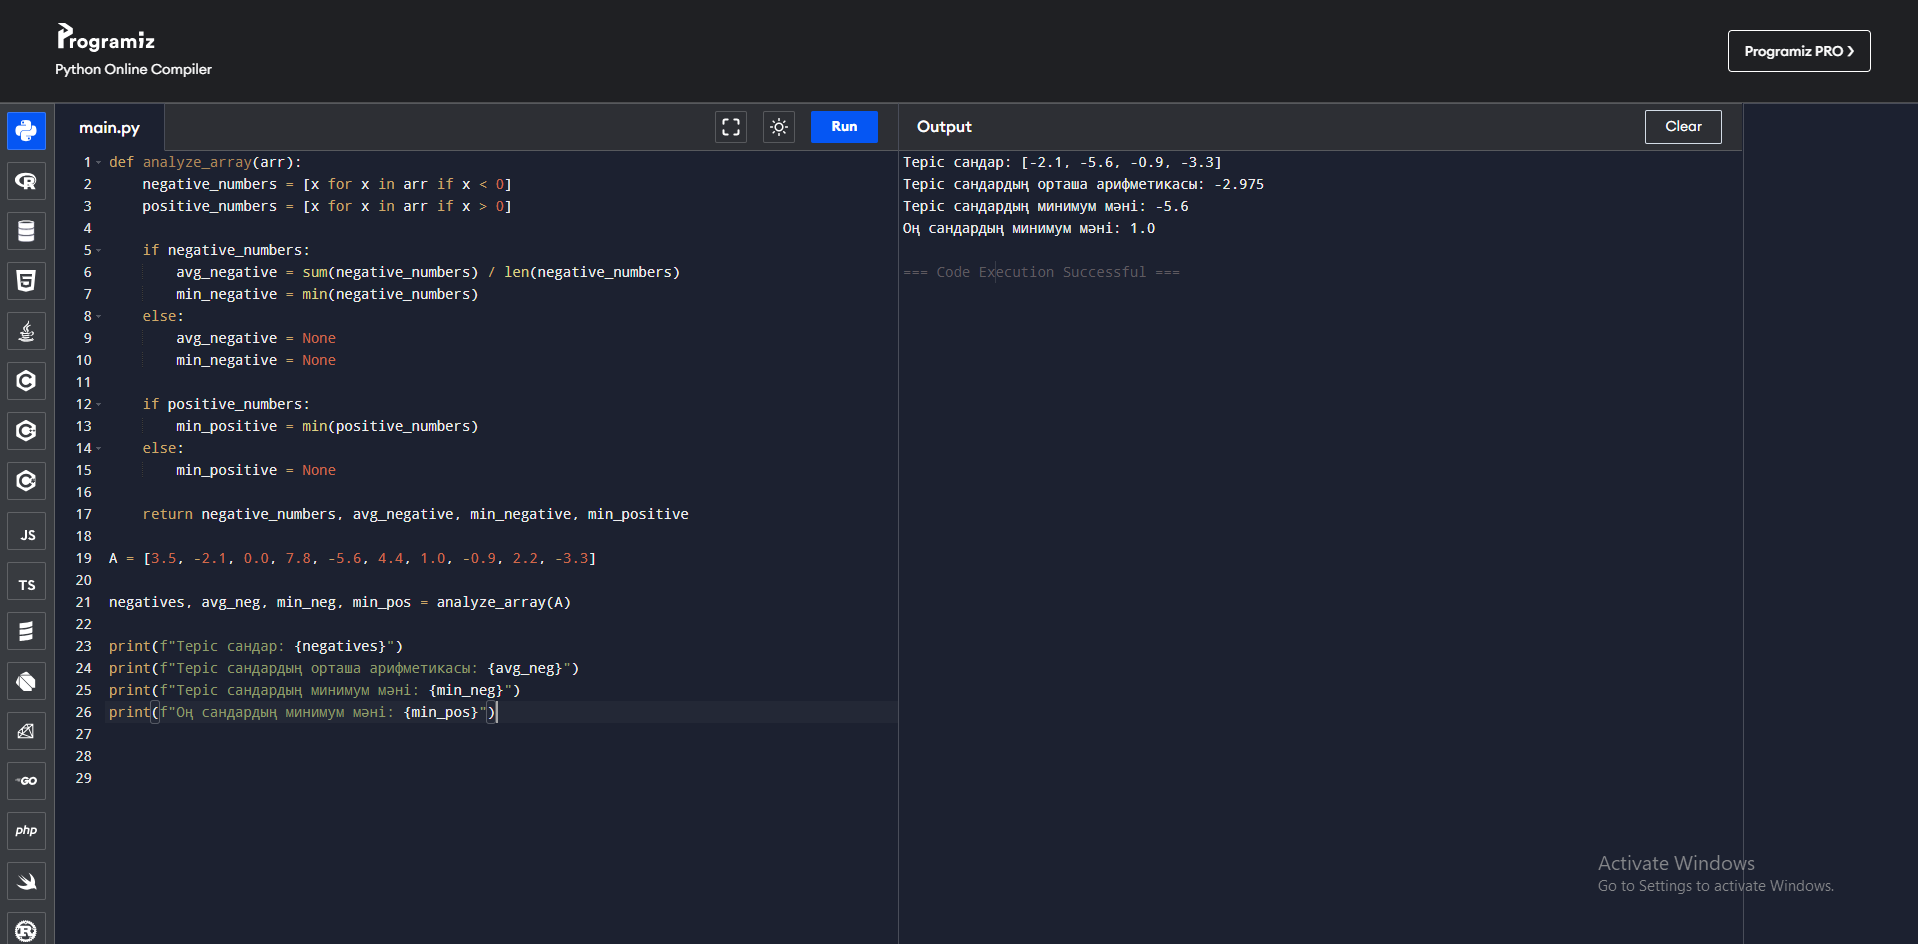 Programiz
Python Online Compiler
Programiz PRO ❯
main.py
Run
Output
Clear
1 def analyze_array(arr):
2     negative_numbers = [x for x in arr if x < 0]
3     positive_numbers = [x for x in arr if x > 0]
4
5     if negative_numbers:
6         avg_negative = sum(negative_numbers) / len(negative_numbers)
7         min_negative = min(negative_numbers)
8     else:
9         avg_negative = None
10         min_negative = None
11
12     if positive_numbers:
13         min_positive = min(positive_numbers)
14     else:
15         min_positive = None
16
17     return negative_numbers, avg_negative, min_negative, min_positive
18
19 A = [3.5, -2.1, 0.0, 7.8, -5.6, 4.4, 1.0, -0.9, 2.2, -3.3]
20
21 negatives, avg_neg, min_neg, min_pos = analyze_array(A)
22
23 print(f"Теріс сандар: {negatives}")
24 print(f"Теріс сандардың орташа арифметикасы: {avg_neg}")
25 print(f"Теріс сандардың минимум мәні: {min_neg}")
26 print(f"Оң сандардың минимум мәні: {min_pos}")
27
28
29
Теріс сандар: [-2.1, -5.6, -0.9, -3.3]
Теріс сандардың орташа арифметикасы: -2.975
Теріс сандардың минимум мәні: -5.6
Оң сандардың минимум мәні: 1.0
=== Code Execution Successful ===
JS
TS
GO
php
Activate Windows
Go to Settings to activate Windows.